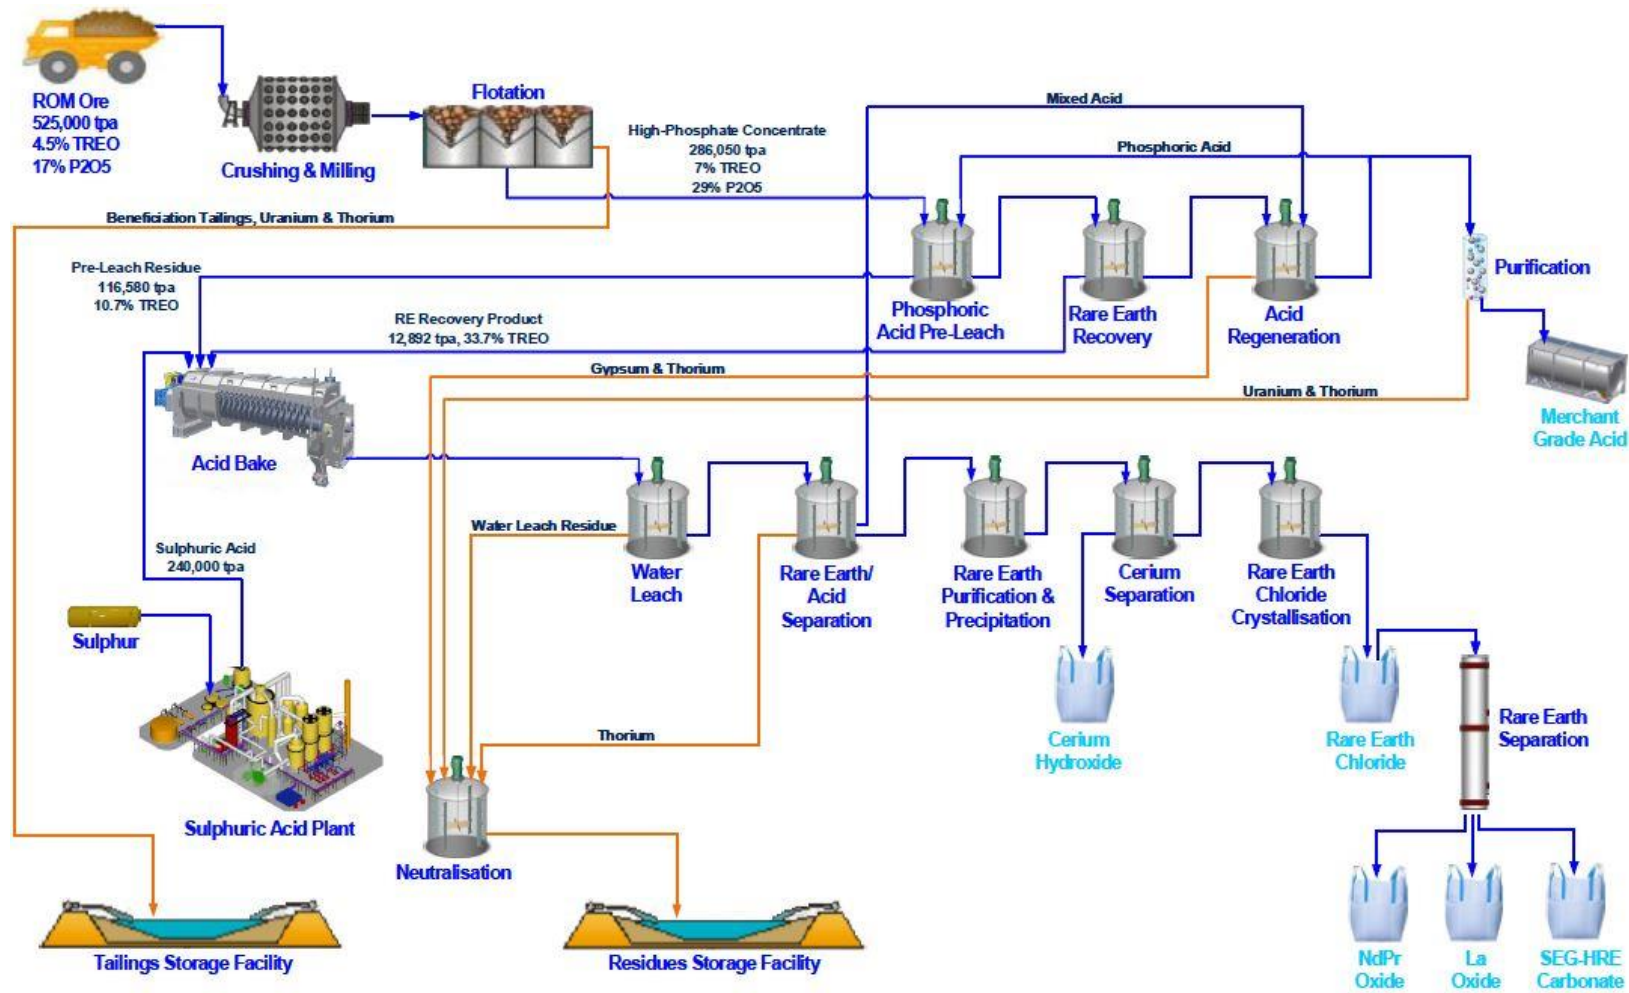 ROM Ore
525,000 tpa
4.5% TREO
17% P2O5
Crushing & Milling
Flotation
High-Phosphate Concentrate
286,050 tpa
7% TREO
29% P2O5
Mixed Acid
Phosphoric Acid
Beneficiation Tailings, Uranium & Thorium
Pre-Leach Residue
116,580 tpa
10.7% TREO
Phosphoric
Acid Pre-Leach
Rare Earth
Recovery
Acid
Regeneration
Purification
RE Recovery Product
12,892 tpa, 33.7% TREO
Gypsum & Thorium
Uranium & Thorium
Merchant
Grade Acid
Acid Bake
Water Leach Residue
Sulphuric Acid
240,000 tpa
Water
Leach
Rare Earth/
Acid
Separation
Rare Earth
Purification &
Precipitation
Cerium
Separation
Rare Earth
Chloride
Crystallisation
Sulphur
Sulphuric Acid Plant
Thorium
Cerium
Hydroxide
Rare Earth
Chloride
Rare Earth
Separation
Neutralisation
Tailings Storage Facility
Residues Storage Facility
NdPr
Oxide
La
Oxide
SEG-HRE
Carbonate